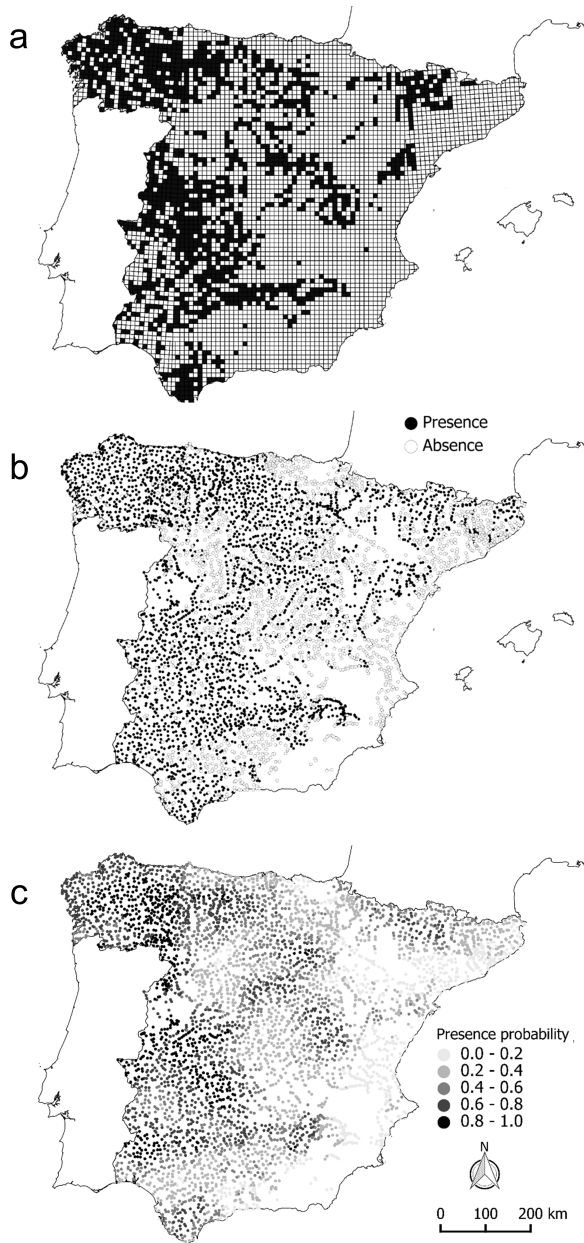 a
b
Presence
Absence
c
Presence probability
0.0 - 0.2
0.2 - 0.4
0.4 - 0.6
0.6 - 0.8
0.8 - 1.0
N
0 100 200 km